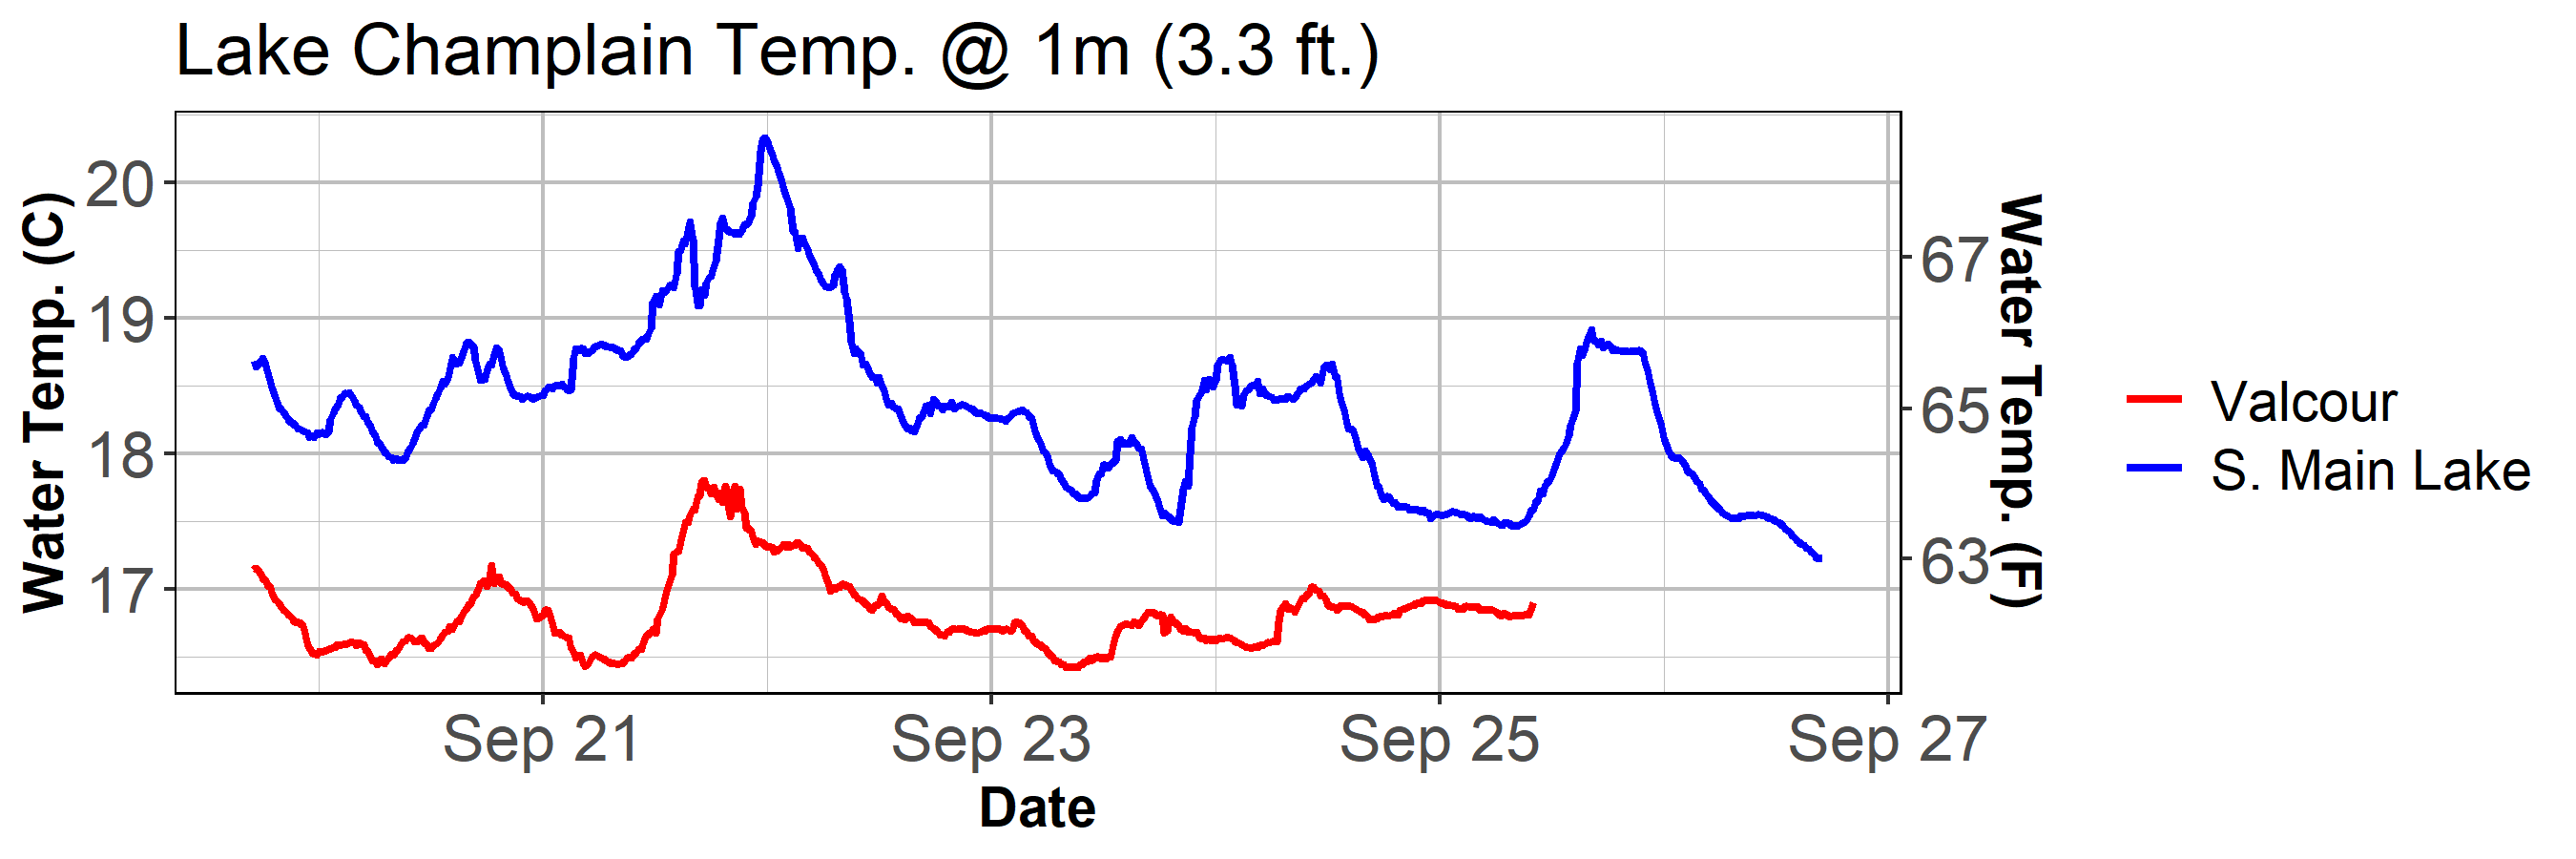 Lake Champlain Temp. @ 1m (3.3 ft.)
Water Temp. (C)
20
19
18
17
67
65
63
Water Temp. (F)
Sep 21
Sep 23
Sep 25
Sep 27
Date
Valcour
S. Main Lake